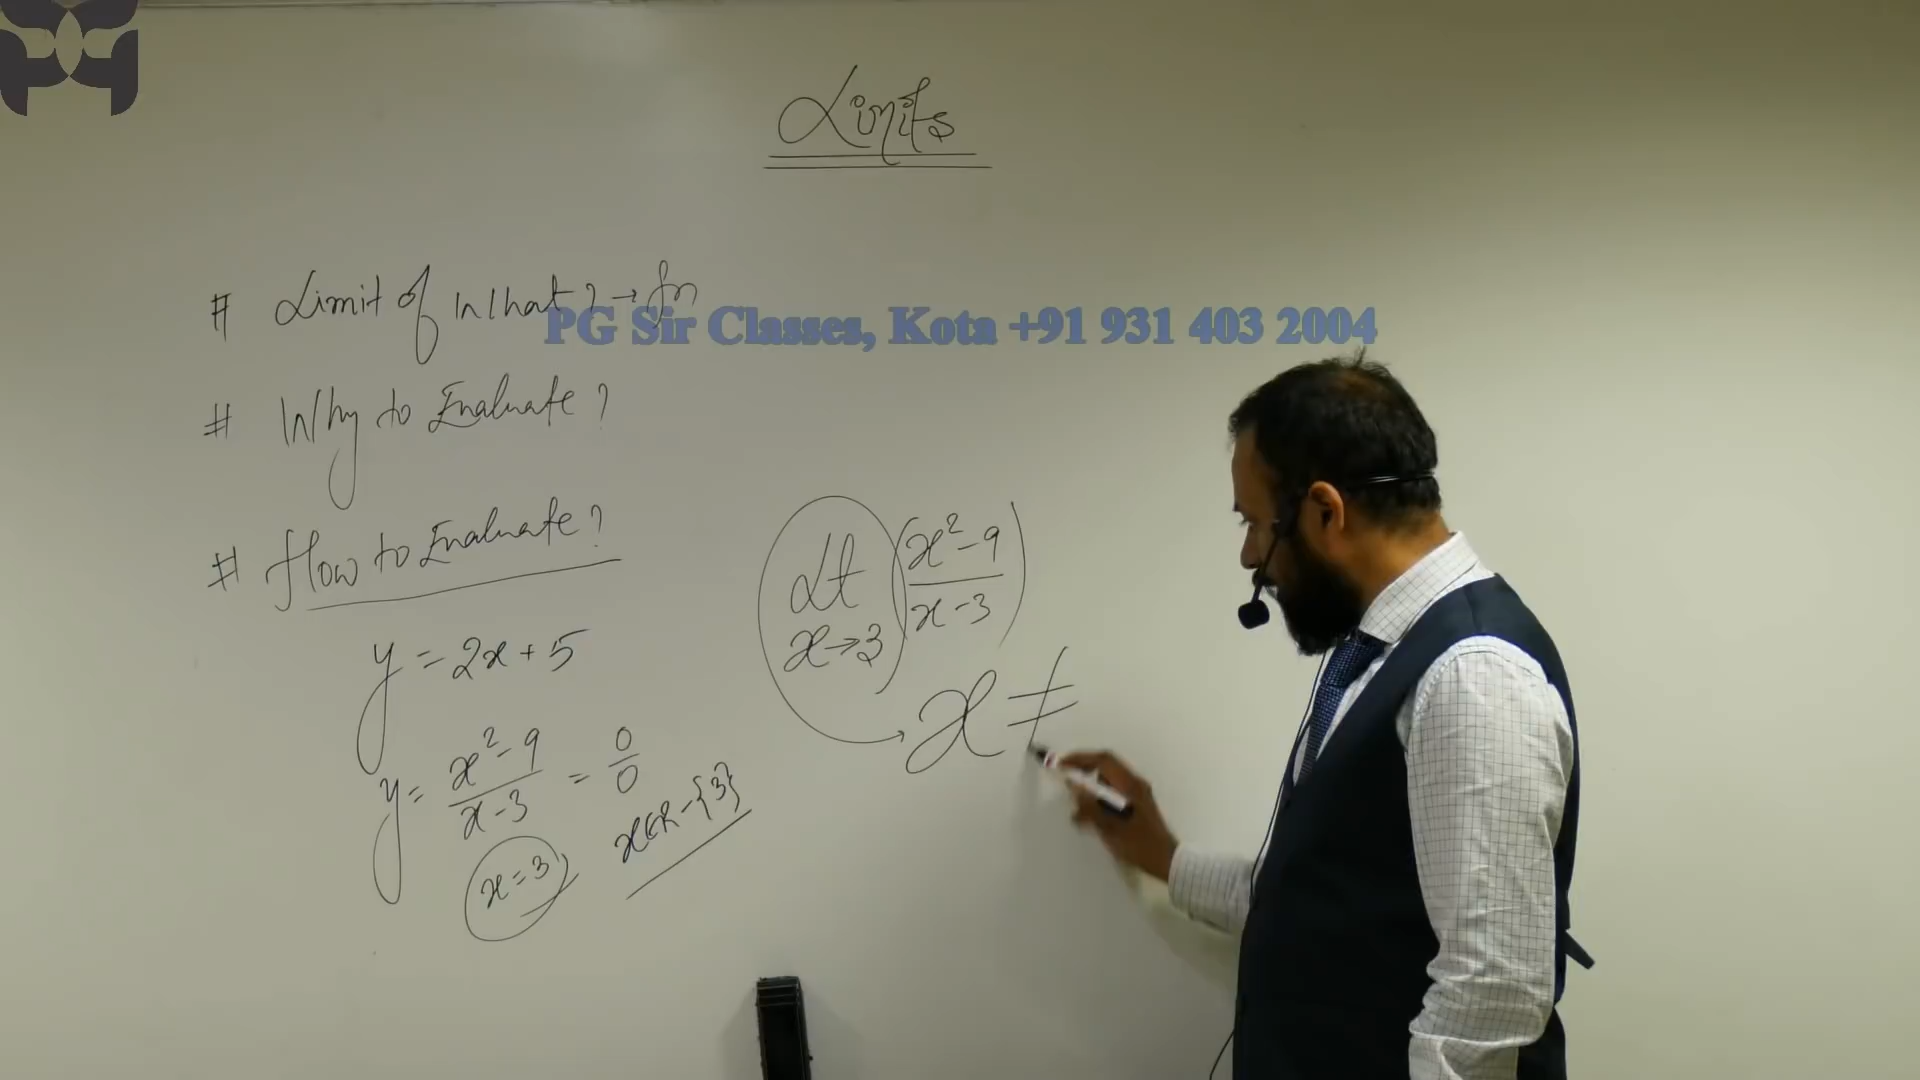 Limits
# Limit of What? → fn
PG Sir Classes, Kota +91 931 403 2004
# Why to Evaluate?
# How to Evaluate?
Lt x→3 (x²-9 / x-3)
y = 2x+5
x ≠
y = x²-9 / x-3 = 0/0
x∈R-{3}
x=3